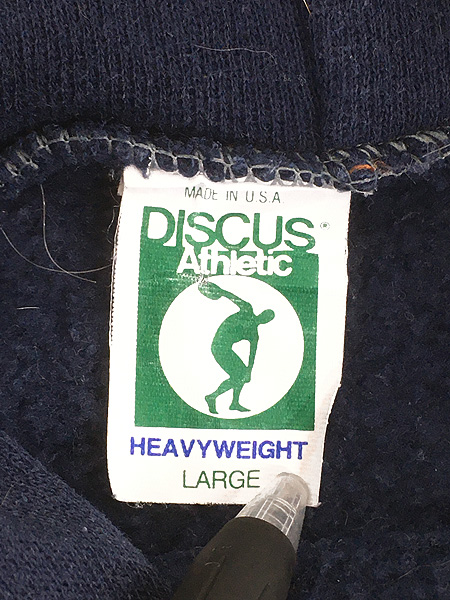 MADE IN U.S.A.
DISCUS®
Athletic
HEAVYWEIGHT
LARGE